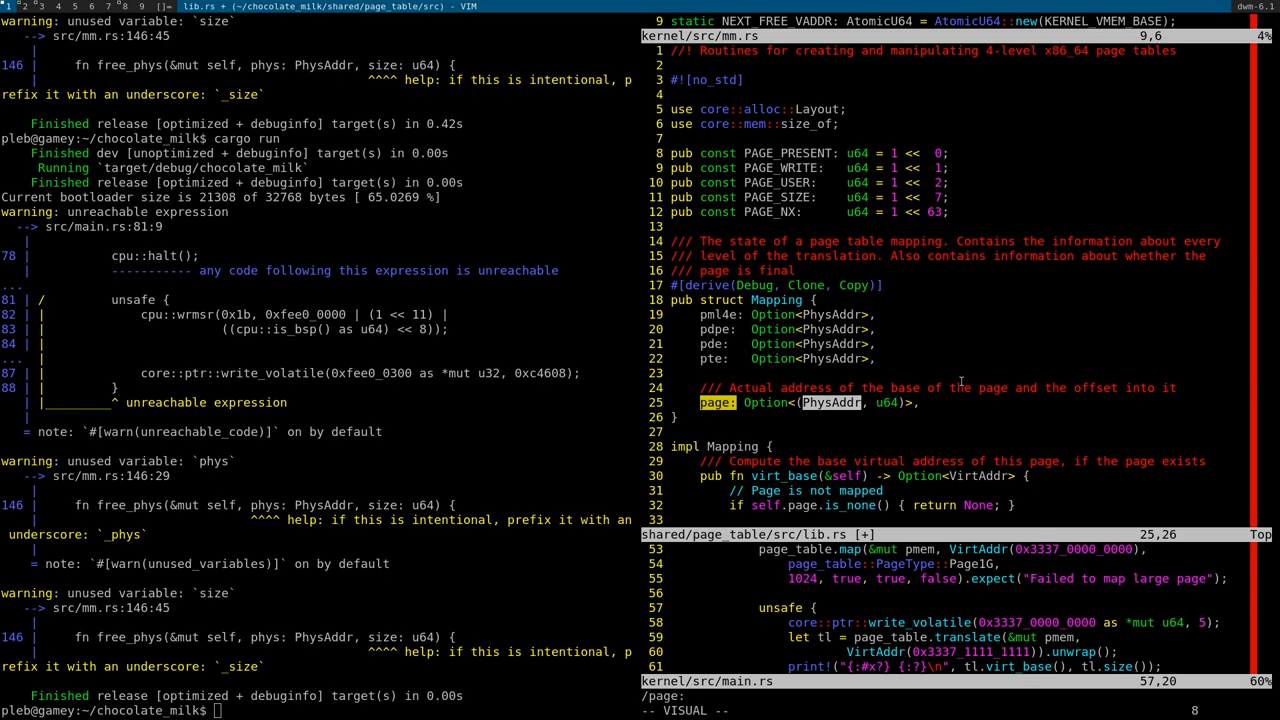 1 2 3 4 5 6 7 8 9 []= lib.rs + (~/chocolate_milk/shared/page_table/src) - VIM
dwm-6.1
warning: unused variable: `size`
--> src/mm.rs:146:45
|
146 |     fn free_phys(&mut self, phys: PhysAddr, size: u64) {
|                                             ^^^^ help: if this is intentional, p
refix it with an underscore: `_size`
Finished release [optimized + debuginfo] target(s) in 0.42s
pleb@gamey:~/chocolate_milk$ cargo run
Finished dev [unoptimized + debuginfo] target(s) in 0.00s
Running `target/debug/chocolate_milk`
Finished release [optimized + debuginfo] target(s) in 0.00s
Current bootloader size is 21308 of 32768 bytes [ 65.0269 %]
warning: unreachable expression
--> src/main.rs:81:9
|
78 |           cpu::halt();
|           ----------- any code following this expression is unreachable
...
81 | /         unsafe {
82 | |             cpu::wrmsr(0x1b, 0xfee0_0000 | (1 << 11) |
83 | |                        ((cpu::is_bsp() as u64) << 8));
84 | |
... |
87 | |             core::ptr::write_volatile(0xfee0_0300 as *mut u32, 0xc4608);
88 | |         }
| |_________^ unreachable expression
|
= note: `#[warn(unreachable_code)]` on by default
warning: unused variable: `phys`
--> src/mm.rs:146:29
|
146 |     fn free_phys(&mut self, phys: PhysAddr, size: u64) {
|                             ^^^^ help: if this is intentional, prefix it with an
underscore: `_phys`
|
= note: `#[warn(unused_variables)]` on by default
warning: unused variable: `size`
--> src/mm.rs:146:45
|
146 |     fn free_phys(&mut self, phys: PhysAddr, size: u64) {
|                                             ^^^^ help: if this is intentional, p
refix it with an underscore: `_size`
Finished release [optimized + debuginfo] target(s) in 0.00s
pleb@gamey:~/chocolate_milk$
9 static NEXT_FREE_VADDR: AtomicU64 = AtomicU64::new(KERNEL_VMEM_BASE);
kernel/src/mm.rs 9,6 4%
1 //! Routines for creating and manipulating 4-level x86_64 page tables
2
3 #![no_std]
4
5 use core::alloc::Layout;
6 use core::mem::size_of;
7
8 pub const PAGE_PRESENT: u64 = 1 <<  0;
9 pub const PAGE_WRITE:   u64 = 1 <<  1;
10 pub const PAGE_USER:    u64 = 1 <<  2;
11 pub const PAGE_SIZE:    u64 = 1 <<  7;
12 pub const PAGE_NX:      u64 = 1 << 63;
13
14 /// The state of a page table mapping. Contains the information about every
15 /// level of the translation. Also contains information about whether the
16 /// page is final
17 #[derive(Debug, Clone, Copy)]
18 pub struct Mapping {
19     pml4e: Option<PhysAddr>,
20     pdpe:  Option<PhysAddr>,
21     pde:   Option<PhysAddr>,
22     pte:   Option<PhysAddr>,
23
24     /// Actual address of the base of the page and the offset into it
25     page: Option<(PhysAddr, u64)>,
26 }
27
28 impl Mapping {
29     /// Compute the base virtual address of this page, if the page exists
30     pub fn virt_base(&self) -> Option<VirtAddr> {
31         // Page is not mapped
32         if self.page.is_none() { return None; }
33
shared/page_table/src/lib.rs [+] 25,26 Top
53             page_table.map(&mut pmem, VirtAddr(0x3337_0000_0000),
54                 page_table::PageType::Page1G,
55                 1024, true, true, false).expect("Failed to map large page");
56
57             unsafe {
58                 core::ptr::write_volatile(0x3337_0000_0000 as *mut u64, 5);
59                 let tl = page_table.translate(&mut pmem,
60                         VirtAddr(0x3337_1111_1111)).unwrap();
61                 print!("{:#x?} {:?}\n", tl.virt_base(), tl.size());
kernel/src/main.rs 57,20 60%
/page:
-- VISUAL -- 8